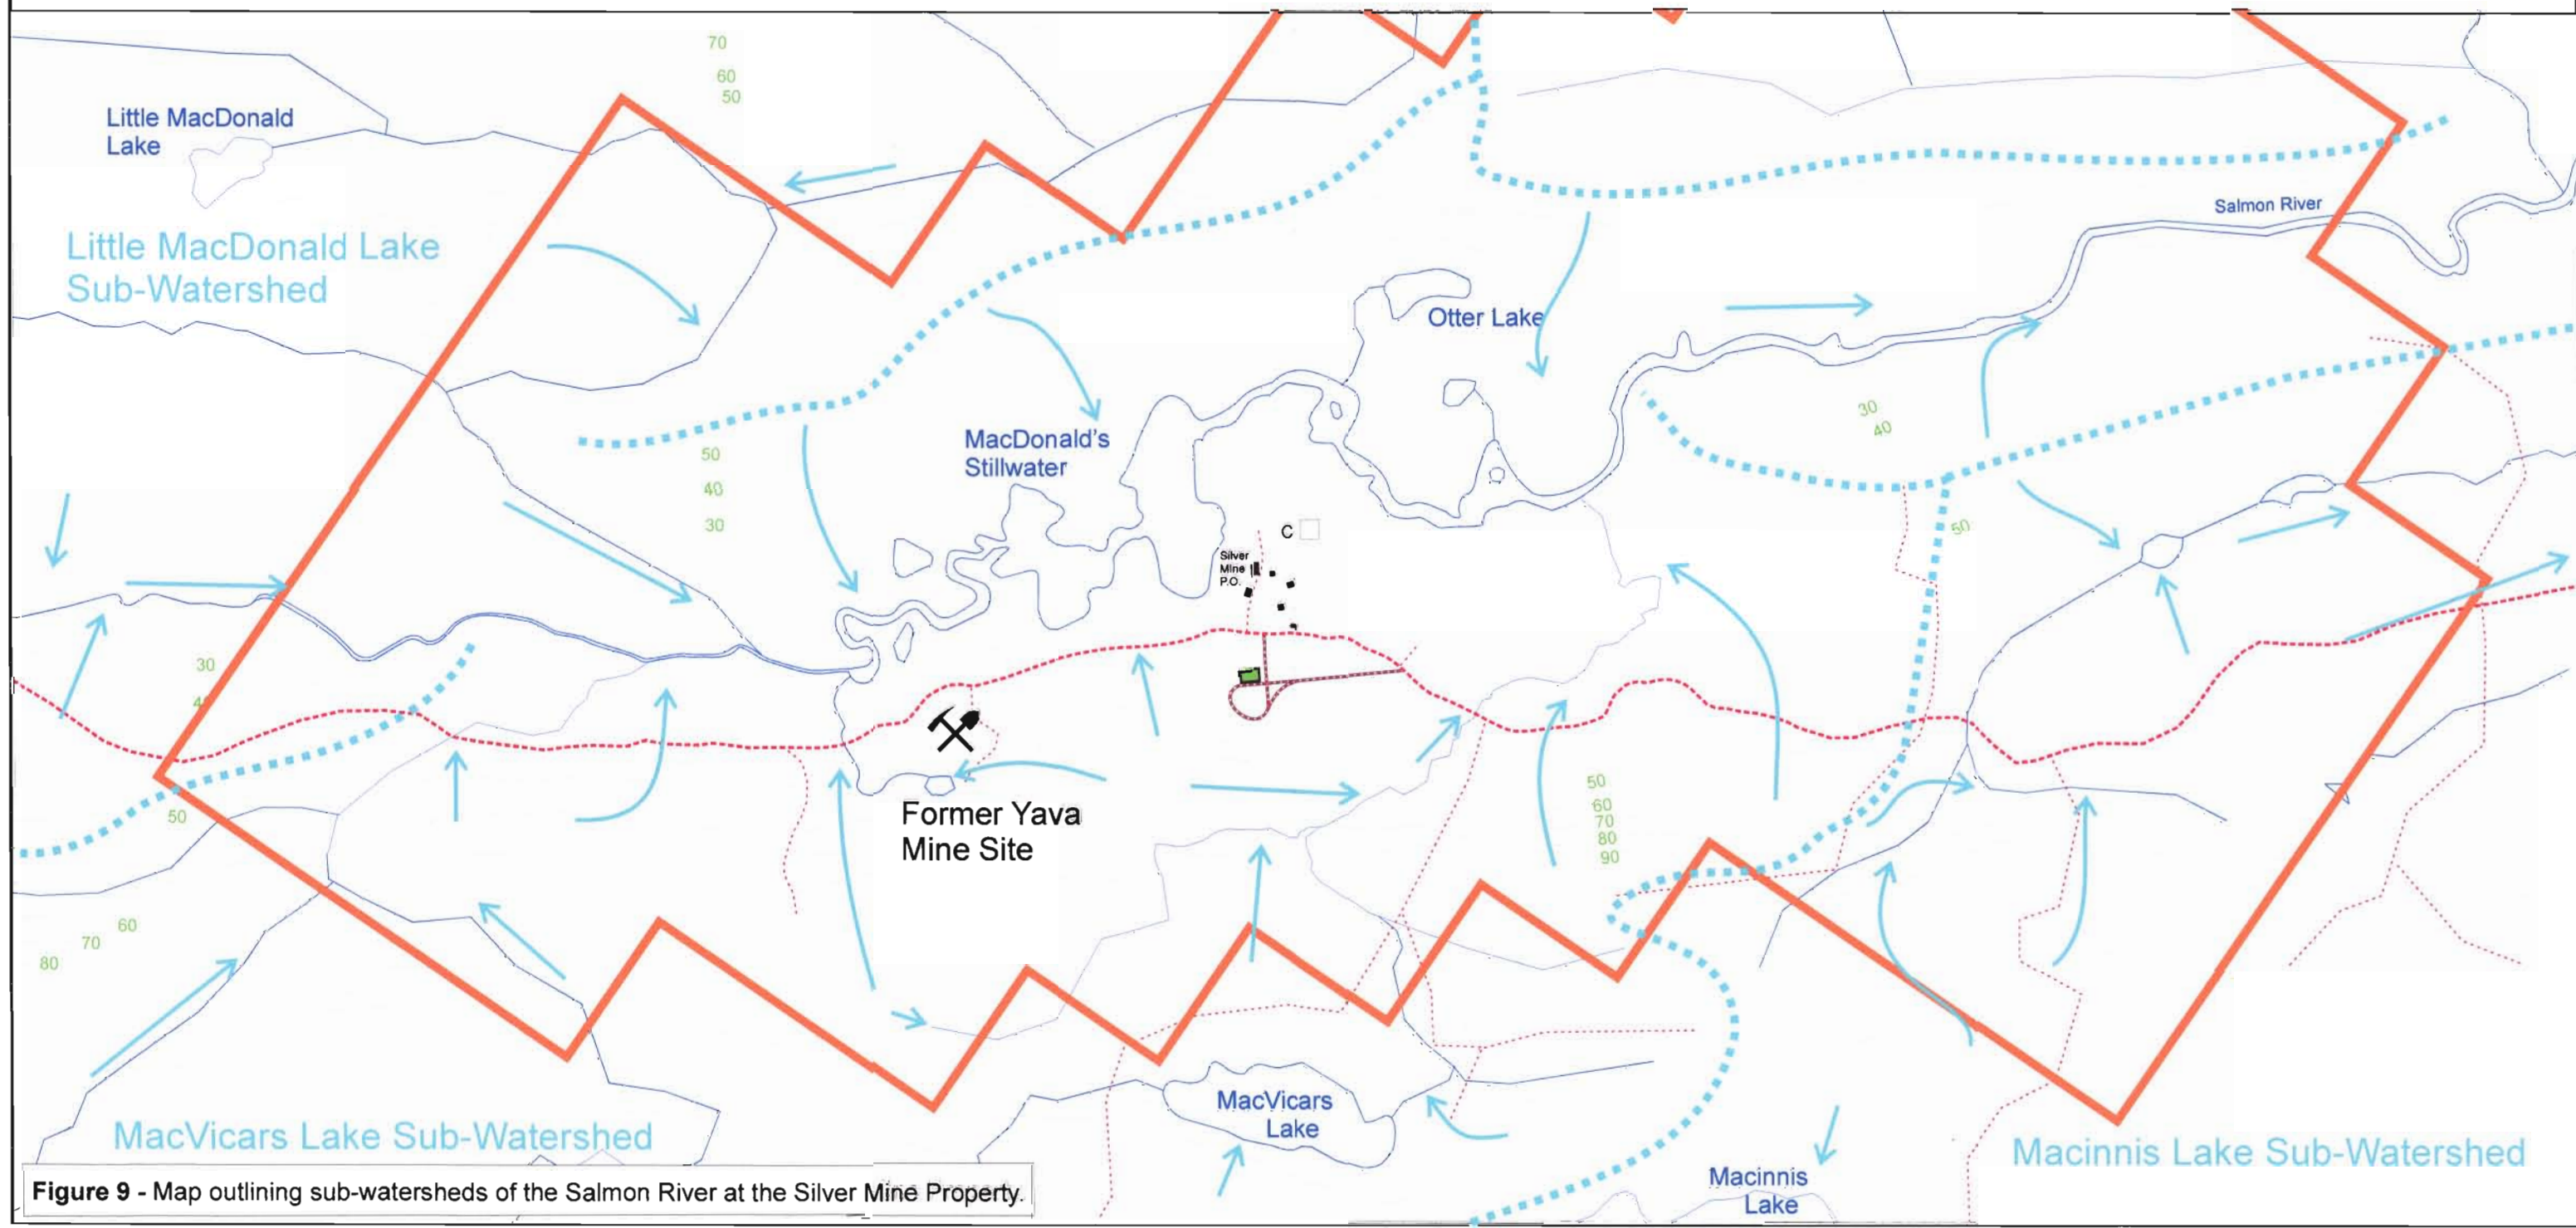 70
60
50
Little MacDonald
Lake
Salmon River
Little MacDonald Lake
Sub-Watershed
Otter Lake
30
40
MacDonald's
Stillwater
50
40
30
50
C
Silver
Mine
P.O.
30
50
50
60
70
80
90
Former Yava
Mine Site
60
70
80
MacVicars
Lake
MacVicars Lake Sub-Watershed
Macinnis Lake Sub-Watershed
Macinnis
Lake
Figure 9 - Map outlining sub-watersheds of the Salmon River at the Silver Mine Property.